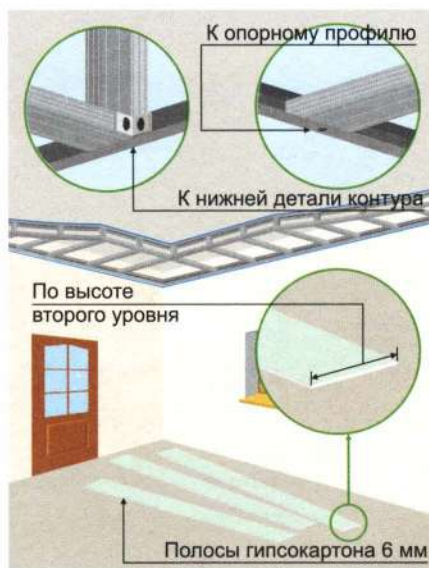 К опорному профилю
К нижней детали контура
По высоте
второго уровня
Полосы гипсокартона 6 мм